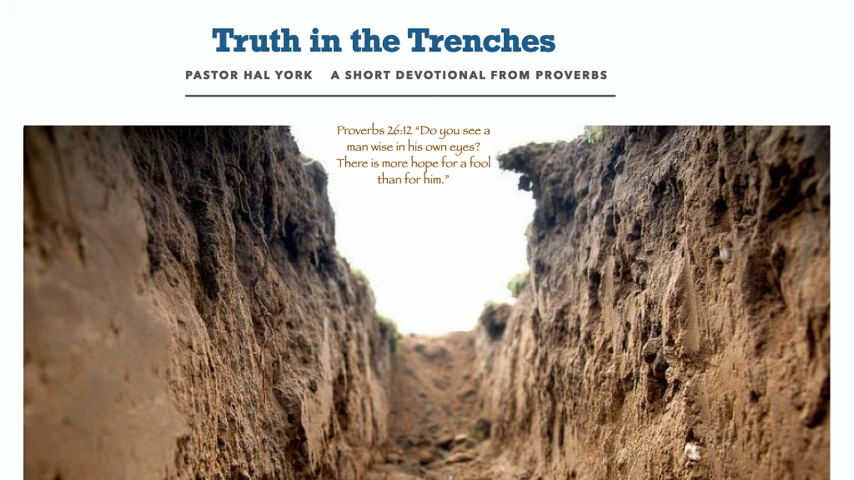 Truth in the Trenches
PASTOR HAL YORK A SHORT DEVOTIONAL FROM PROVERBS
Proverbs 26:12 “Do you see a
man wise in his own eyes?
There is more hope for a fool
than for him.”